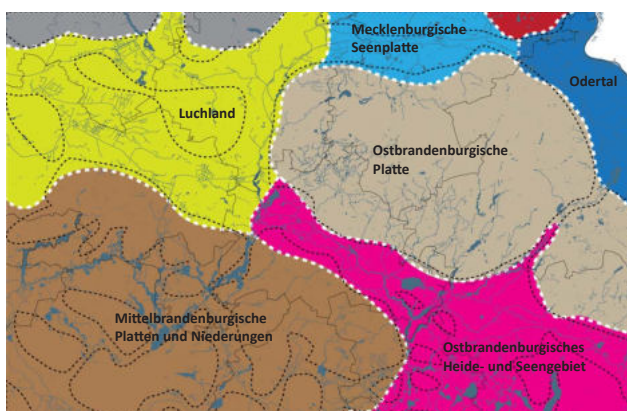 Mecklenburgische
Seenplatte
Odertal
Luchland
Ostbrandenburgische
Platte
Mittelbrandenburgische
Platten und Niederungen
Ostbrandenburgisches
Heide- und Seengebiet